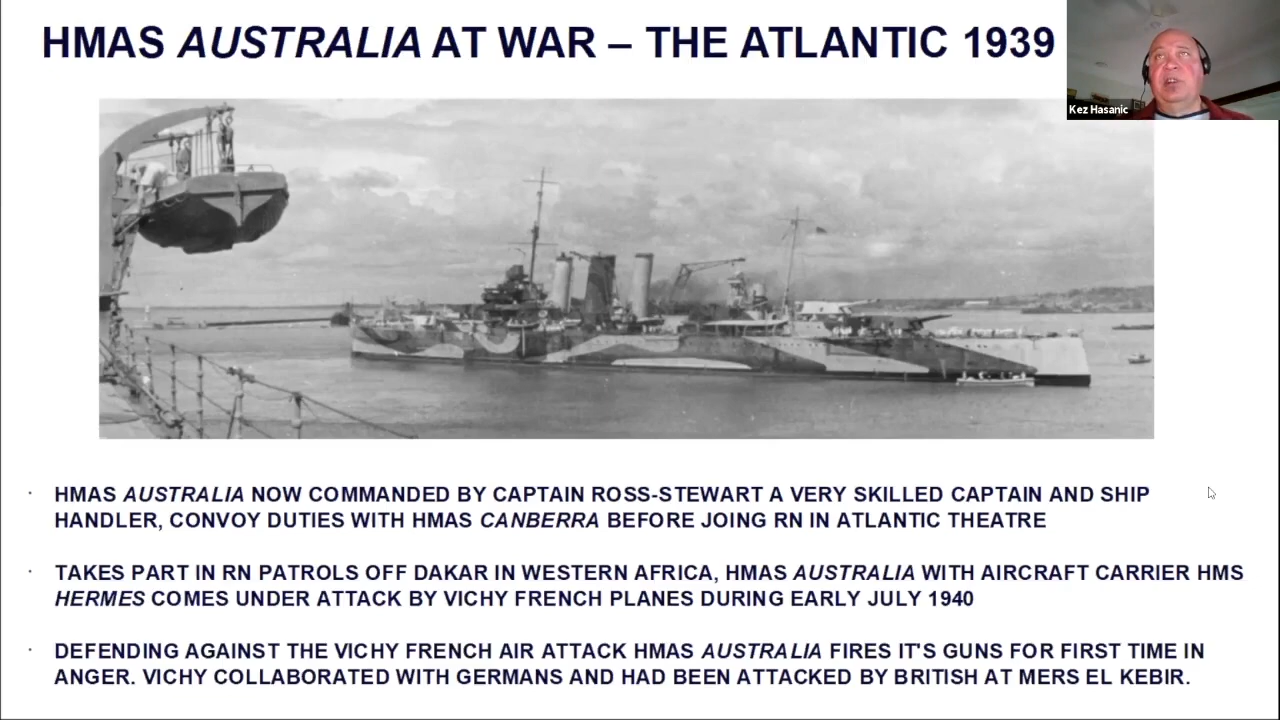 HMAS AUSTRALIA AT WAR – THE ATLANTIC 1939
Kez Hasanic
· HMAS AUSTRALIA NOW COMMANDED BY CAPTAIN ROSS-STEWART A VERY SKILLED CAPTAIN AND SHIP
HANDLER, CONVOY DUTIES WITH HMAS CANBERRA BEFORE JOING RN IN ATLANTIC THEATRE
· TAKES PART IN RN PATROLS OFF DAKAR IN WESTERN AFRICA, HMAS AUSTRALIA WITH AIRCRAFT CARRIER HMS
HERMES COMES UNDER ATTACK BY VICHY FRENCH PLANES DURING EARLY JULY 1940
· DEFENDING AGAINST THE VICHY FRENCH AIR ATTACK HMAS AUSTRALIA FIRES IT'S GUNS FOR FIRST TIME IN
ANGER. VICHY COLLABORATED WITH GERMANS AND HAD BEEN ATTACKED BY BRITISH AT MERS EL KEBIR.